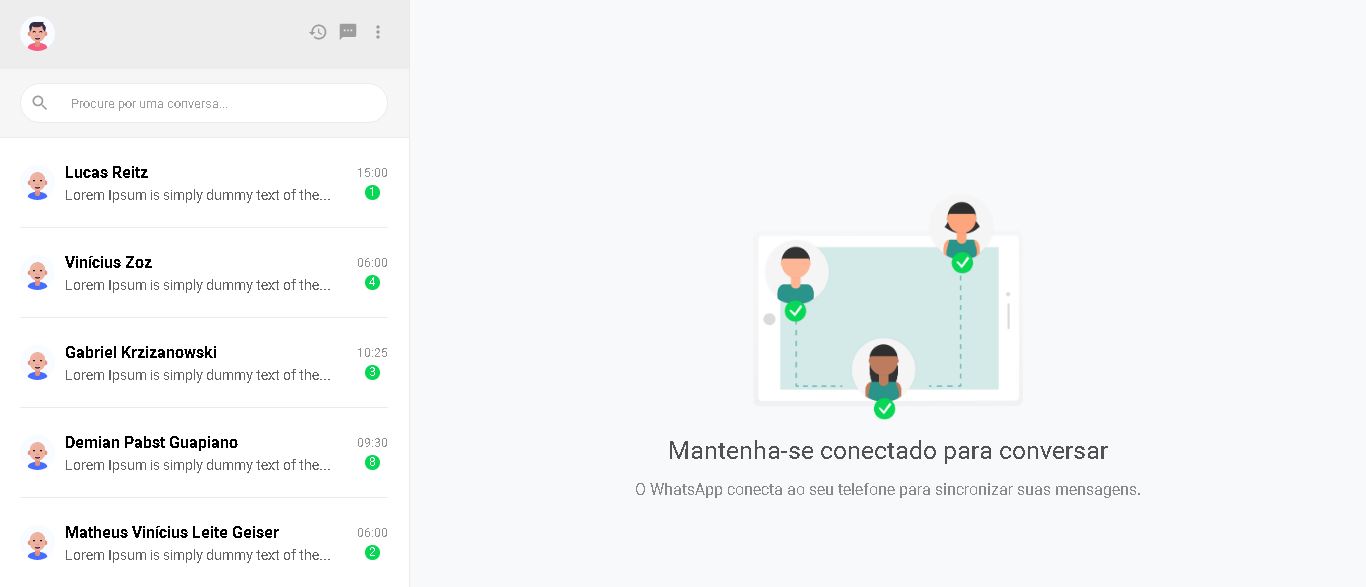 Procure por uma conversa...
Lucas Reitz 15:00
Lorem Ipsum is simply dummy text of the... 1
Vinícius Zoz 06:00
Lorem Ipsum is simply dummy text of the... 4
Gabriel Krzizanowski 10:25
Lorem Ipsum is simply dummy text of the... 3
Demian Pabst Guapiano 09:30
Lorem Ipsum is simply dummy text of the... 8
Matheus Vinícius Leite Geiser 06:00
Lorem Ipsum is simply dummy text of the... 2
Mantenha-se conectado para conversar
O WhatsApp conecta ao seu telefone para sincronizar suas mensagens.